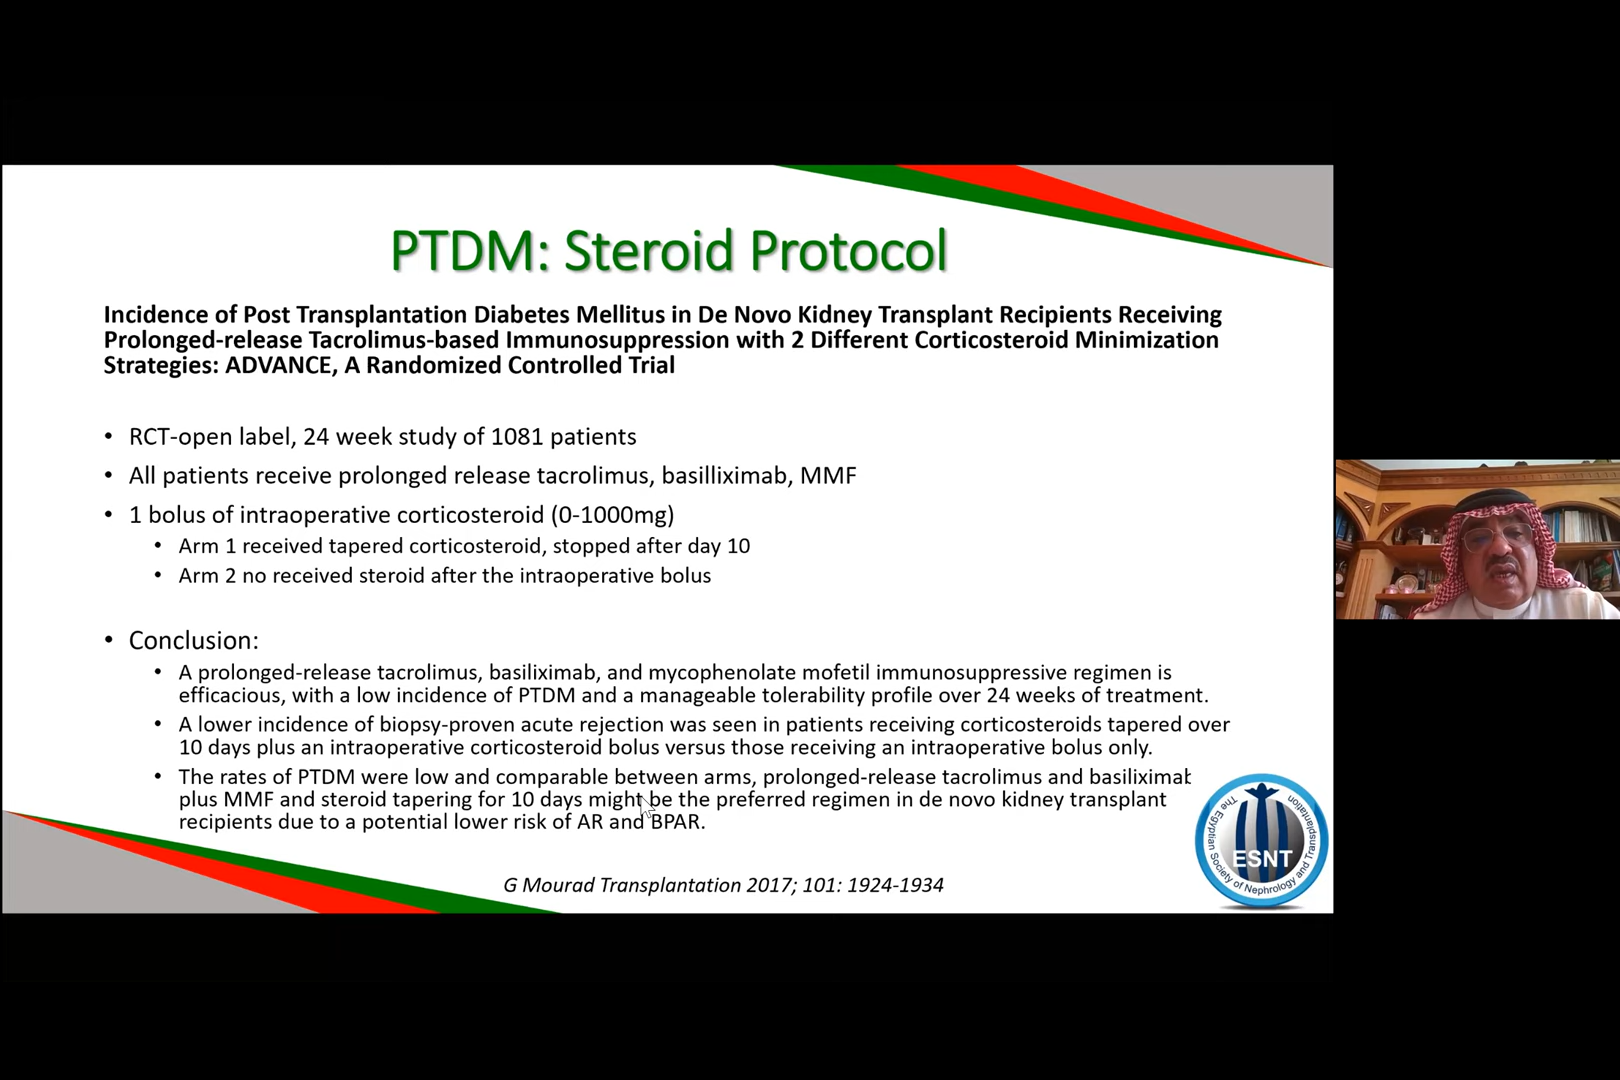 PTDM: Steroid Protocol
Incidence of Post Transplantation Diabetes Mellitus in De Novo Kidney Transplant Recipients Receiving
Prolonged-release Tacrolimus-based Immunosuppression with 2 Different Corticosteroid Minimization
Strategies: ADVANCE, A Randomized Controlled Trial
• RCT-open label, 24 week study of 1081 patients
• All patients receive prolonged release tacrolimus, basilliximab, MMF
• 1 bolus of intraoperative corticosteroid (0-1000mg)
• Arm 1 received tapered corticosteroid, stopped after day 10
• Arm 2 no received steroid after the intraoperative bolus
• Conclusion:
• A prolonged-release tacrolimus, basiliximab, and mycophenolate mofetil immunosuppressive regimen is
efficacious, with a low incidence of PTDM and a manageable tolerability profile over 24 weeks of treatment.
• A lower incidence of biopsy-proven acute rejection was seen in patients receiving corticosteroids tapered over
10 days plus an intraoperative corticosteroid bolus versus those receiving an intraoperative bolus only.
• The rates of PTDM were low and comparable between arms, prolonged-release tacrolimus and basiliximab
plus MMF and steroid tapering for 10 days might be the preferred regimen in de novo kidney transplant
recipients due to a potential lower risk of AR and BPAR.
G Mourad Transplantation 2017; 101: 1924-1934
The Egyptian Society of Nephrology and Transplantation
ESNT